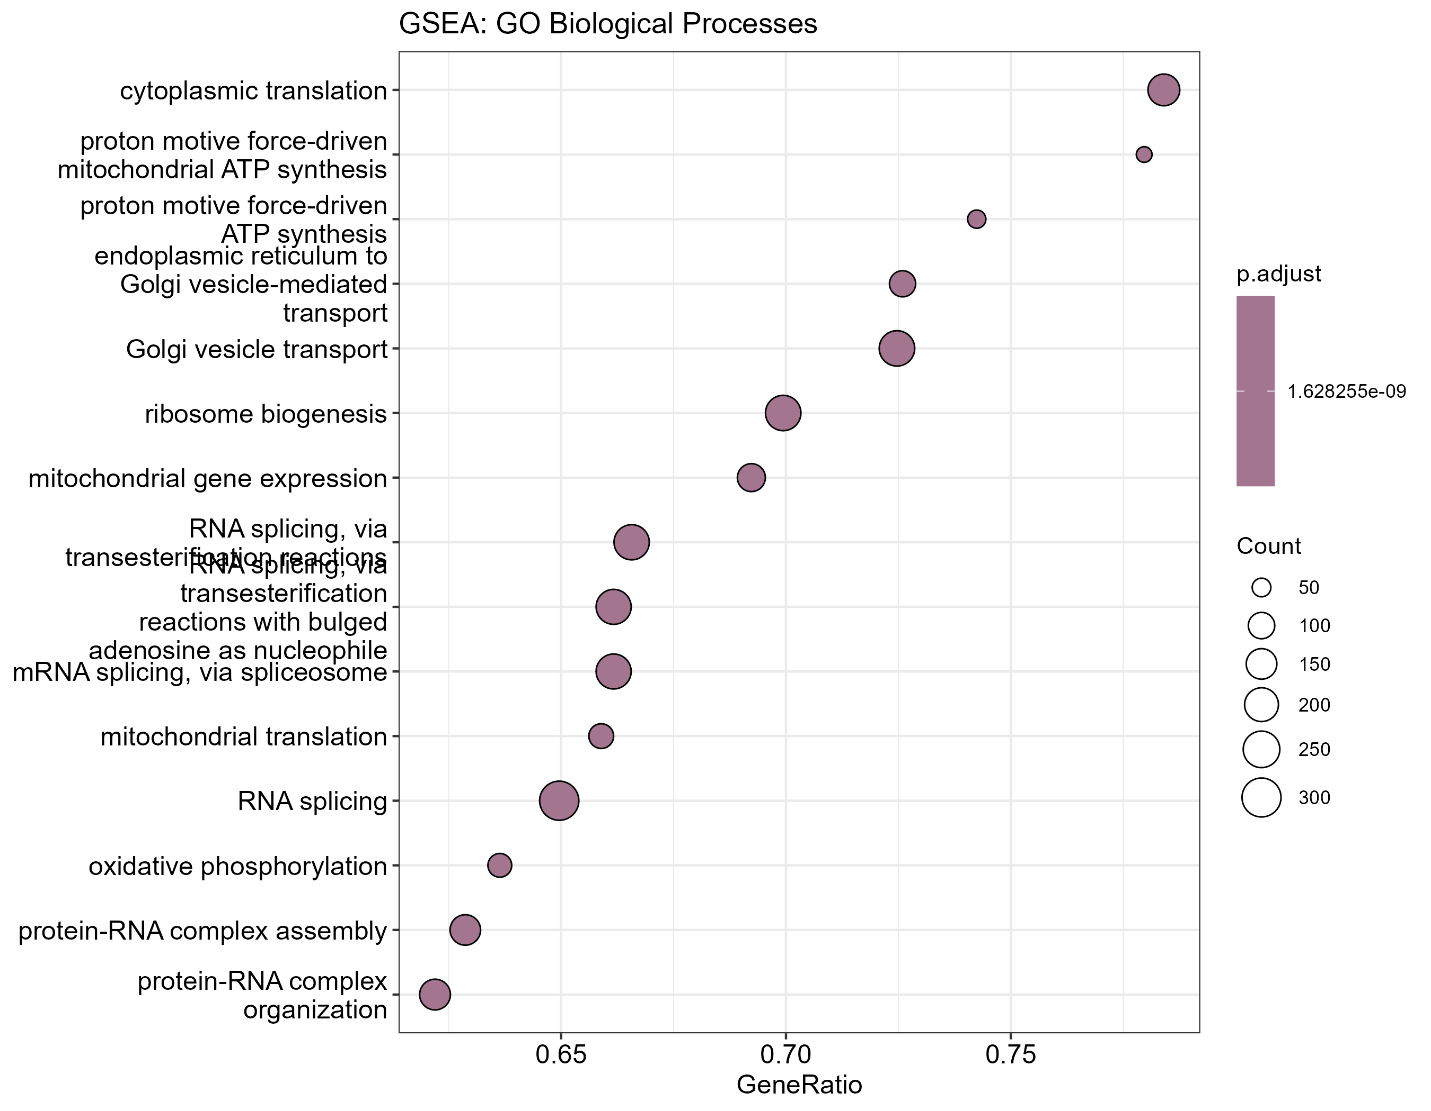 GSEA: GO Biological Processes
cytoplasmic translation
proton motive force-driven
mitochondrial ATP synthesis
proton motive force-driven
ATP synthesis
endoplasmic reticulum to
Golgi vesicle-mediated
transport
Golgi vesicle transport
ribosome biogenesis
mitochondrial gene expression
RNA splicing, via
transesterification reactions
RNA splicing, via
transesterification
reactions with bulged
adenosine as nucleophile
mRNA splicing, via spliceosome
mitochondrial translation
RNA splicing
oxidative phosphorylation
protein-RNA complex assembly
protein-RNA complex
organization
0.65 0.70 0.75
GeneRatio
p.adjust
1.628255e-09
Count
50
100
150
200
250
300